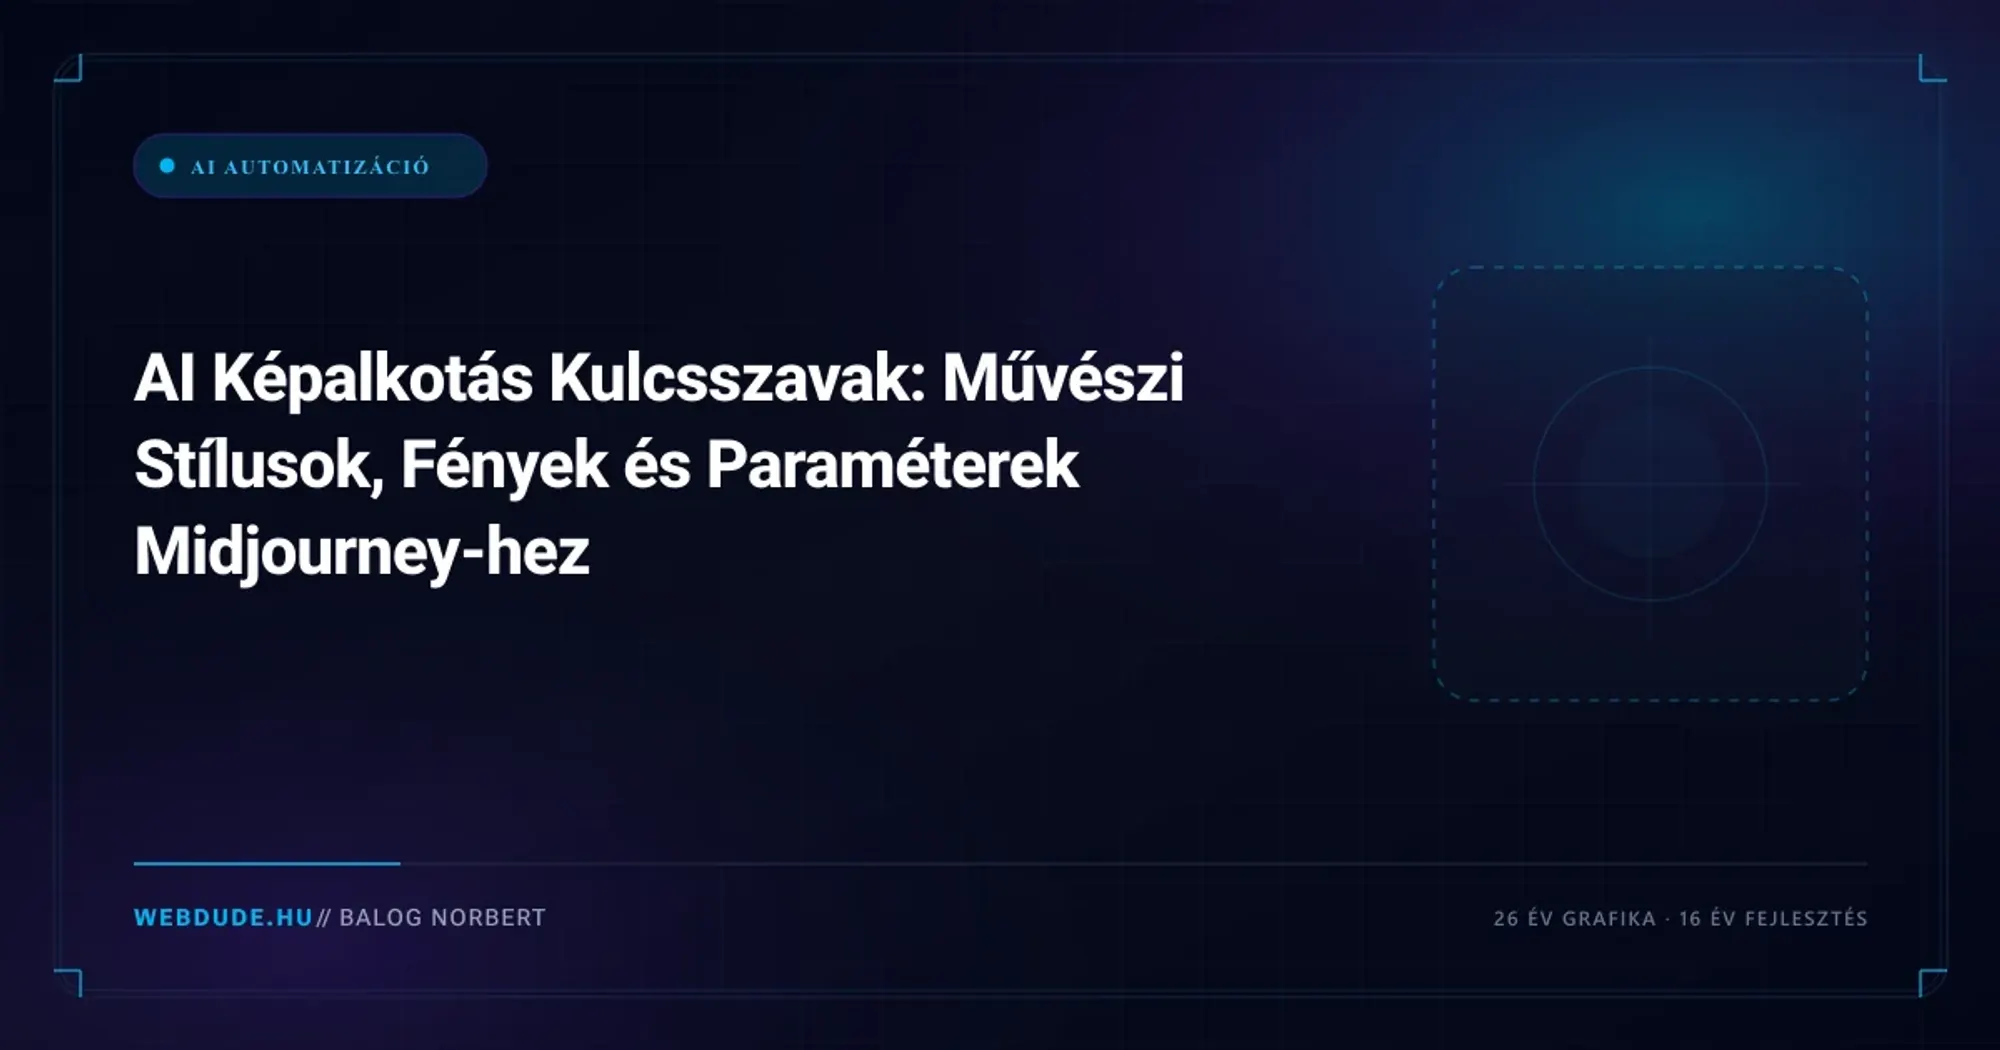 AI AUTOMATIZÁCIÓ
AI Képalkotás Kulcsszavak: Művészi
Stílusok, Fények és Paraméterek
Midjourney-hez
WEBDUDE.HU // BALOG NORBERT
26 ÉV GRAFIKA · 16 ÉV FEJLESZTÉS